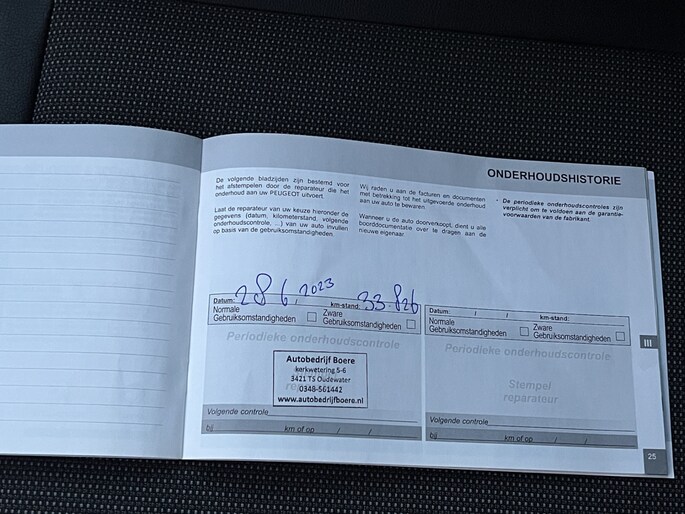 ONDERHOUDSHISTORIE
De volgende bladzijden zijn bestemd voor
het afstempelen door de reparateur die het
onderhoud aan uw PEUGEOT uitvoert.
Laat de reparateur van uw keuze hieronder de
gegevens (datum, kilometerstand, volgende
onderhoudscontrole, ...) van uw auto invullen
op basis van de gebruiksomstandigheden.
Wij raden u aan de facturen en documenten
met betrekking tot het uitgevoerde onderhoud
aan uw auto te bewaren.
Wanneer u de auto doorverkoopt, dient u alle
boorddocumentatie over te dragen aan de
nieuwe eigenaar.
* De periodieke onderhoudscontroles zijn
verplicht om te voldoen aan de garantie-
voorwaarden van de fabrikant.
Datum: 28 6 / 2023 km-stand: 33.826
Normale
Gebruiksomstandigheden
Zware
Gebruiksomstandigheden
Periodieke onderhoudscontrole
Autobedrijf Boere
kerkwetering 5-6
3421 TS Oudewater
0348-561442
www.autobedrijfboere.nl
Volgende controle
bij km of op / /
Datum: / / km-stand:
Normale
Gebruiksomstandigheden
Zware
Gebruiksomstandigheden
Periodieke onderhoudscontrole
Stempel
reparateur
Volgende controle
bij km of op / /
III
25